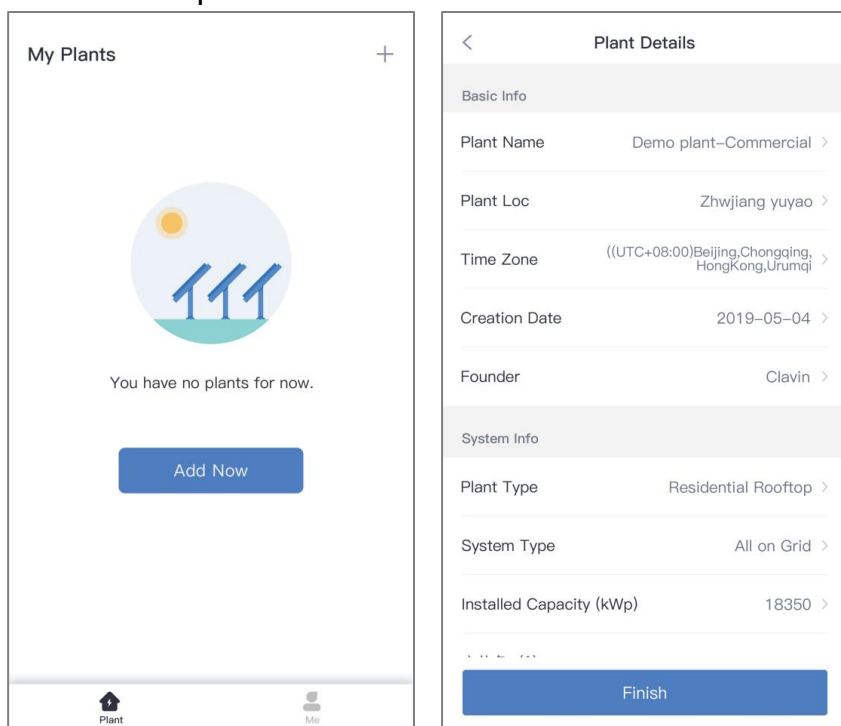 My Plants
+
You have no plants for now.
Add Now
Plant
Me
Plant Details
Basic Info
Plant Name Demo plant-Commercial
Plant Loc Zhwjiang yuyao
Time Zone ((UTC+08:00)Beijing,Chongqing,
HongKong,Urumqi
Creation Date 2019-05-04
Founder Clavin
System Info
Plant Type Residential Rooftop
System Type All on Grid
Installed Capacity (kWp) 18350
Finish